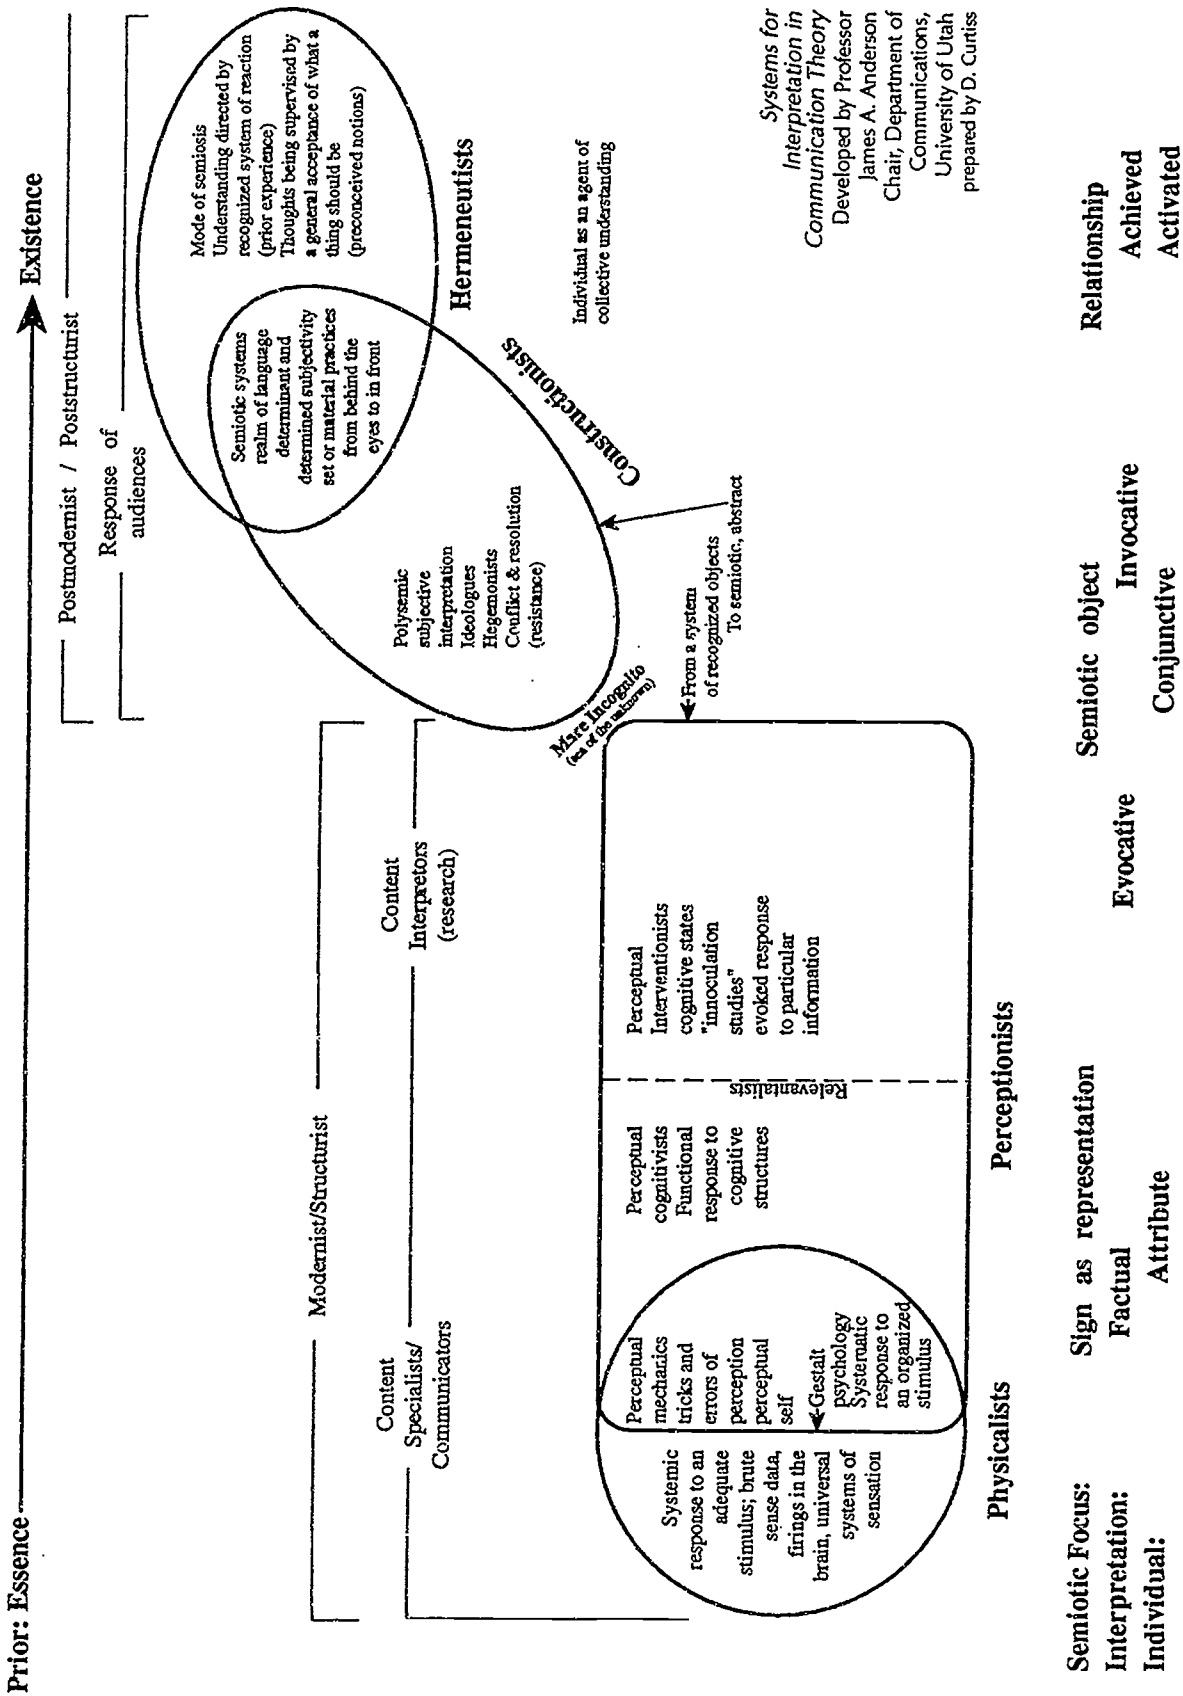 Prior: Essence
Existence
Postmodernist / Poststructurist
Response of
audiences
Modernist/Structurist
Content
Specialists/
Communicators
Content
Interpretors
(research)
Mode of semiosis
Understanding directed by
recognized system of reaction
(prior experience)
Thoughts being supervised by
a general acceptance of what a
thing should be
(preconceived notions)
Semiotic systems
realm of language
determinant and
determined subjectivity
set or material practices
from behind the
eyes to in front
Polysemic
subjective
interpretation
Ideologues
Hegemonists
Conflict & resolution
(resistance)
Hermeneutists
Constructionists
Individual as an agent of
collective understanding
Mare Incognito
(sea of the unknown)
From a system
of recognized objects
To semiotic, abstract
Systemic
response to an
adequate
stimulus; brute
sense data,
firings in the
brain, universal
systems of
sensation
Perceptual
mechanics
tricks and
errors of
perception
perceptual
self
Gestalt
psychology
Systematic
response to
an organized
stimulus
Perceptual
cognitivists
Functional
response to
cognitive
structures
Relevantalists
Perceptual
Interventionists
cognitive states
"innoculation
studies"
evoked response
to particular
information
Physicalists
Perceptionists
Systems for
Interpretation in
Communication Theory
Developed by Professor
James A. Anderson
Chair, Department of
Communications,
University of Utah
prepared by D. Curtiss
Semiotic Focus: Sign as representation Semiotic object Relationship
Interpretation: Factual Evocative Invocative Achieved
Individual: Attribute Conjunctive Activated